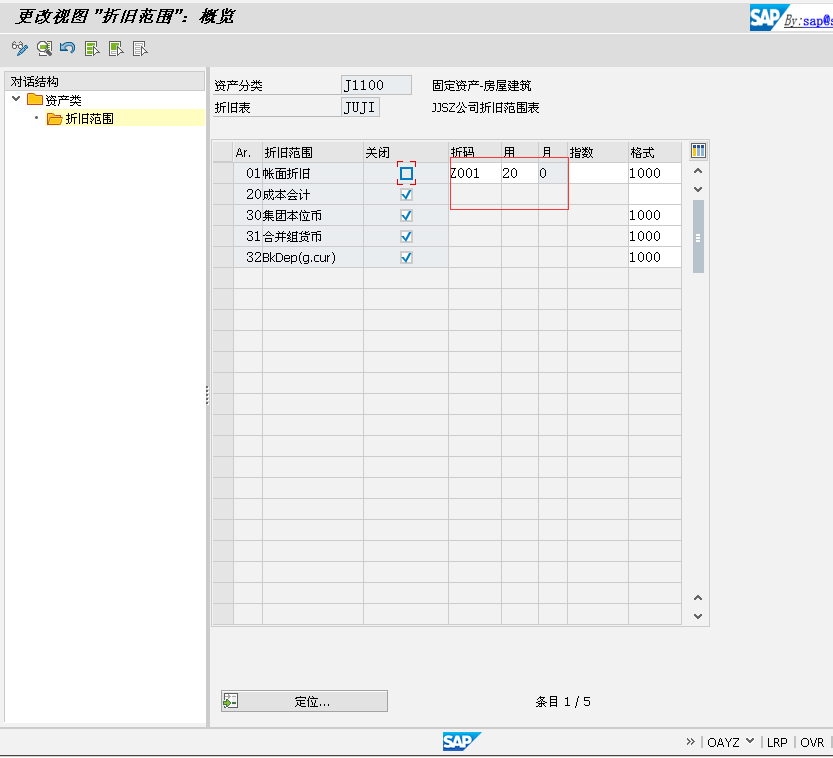 更改视图 "折旧范围": 概览
SAP By:sap@s
对话结构
资产类
折旧范围
资产分类 J1100 固定资产-房屋建筑
折旧表 JUJI JJSZ公司折旧范围表
Ar. 折旧范围 关闭 折码 用 月 指数 格式
01 帐面折旧 Z001 20 0 1000
20 成本会计
30 集团本位币 1000
31 合并组货币 1000
32 BkDep(g.cur) 1000
定位... 条目 1 / 5
SAP » OAYZ LRP OVR